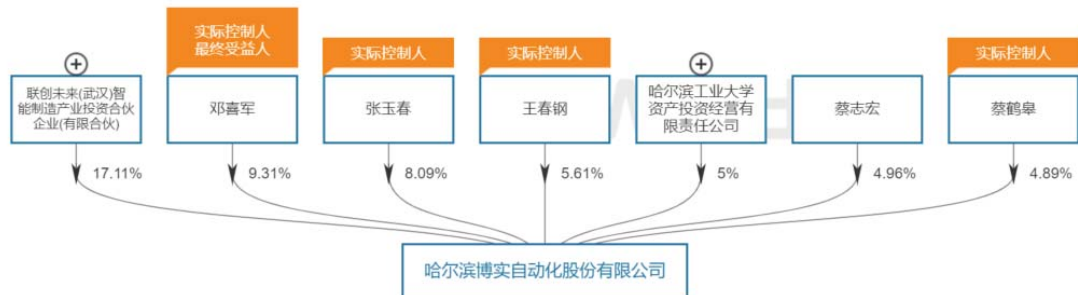 实际控制人
最终受益人
实际控制人
实际控制人
实际控制人
联创未来(武汉)智
能制造产业投资合伙
企业(有限合伙)
邓喜军
张玉春
王春钢
哈尔滨工业大学
资产投资经营有
限责任公司
蔡志宏
蔡鹤皋
17.11%
9.31%
8.09%
5.61%
5%
4.96%
4.89%
哈尔滨博实自动化股份有限公司